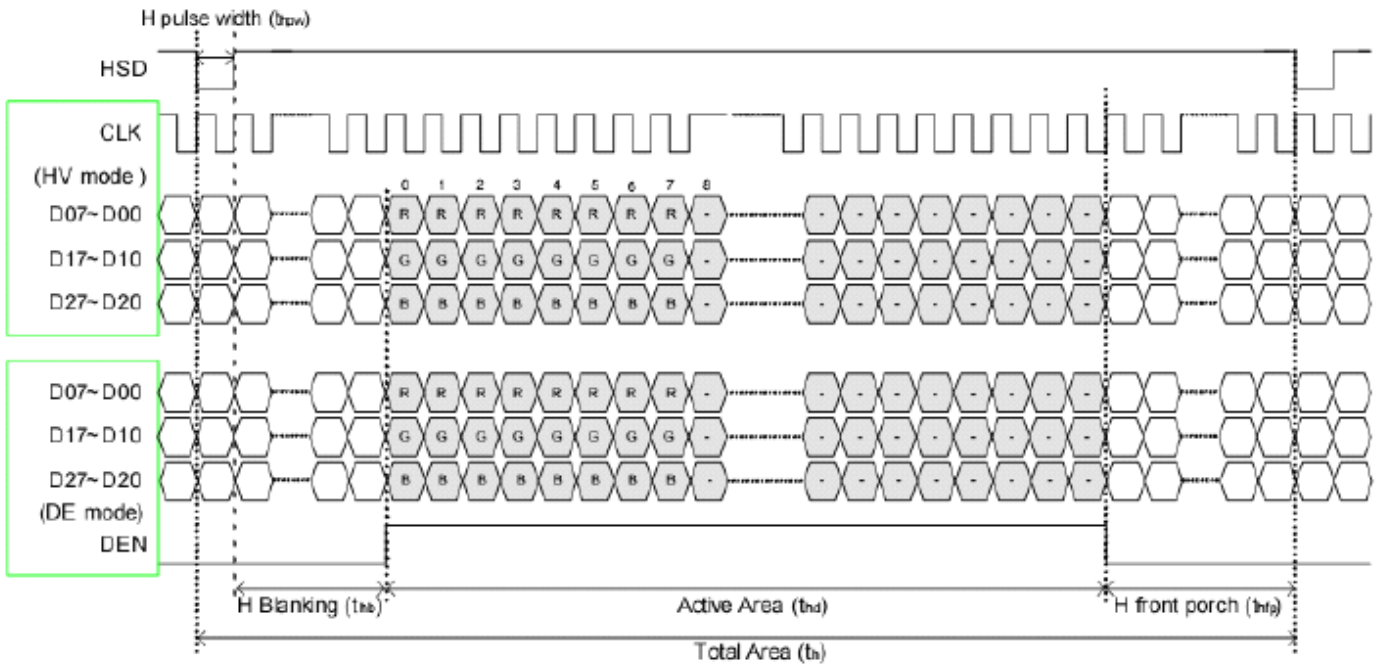 H pulse width (thpw)
HSD
CLK
(HV mode )
0 1 2 3 4 5 6 7 8
D07~D00 R R R R R R R R - - - - - - - - -
D17~D10 G G G G G G G G - - - - - - - - -
D27~D20 B B B B B B B B - - - - - - - - -
D07~D00 R R R R R R R R - - - - - - - - -
D17~D10 G G G G G G G G - - - - - - - - -
D27~D20 B B B B B B B B - - - - - - - - -
(DE mode)
DEN
H Blanking (thb) Active Area (thd) H front porch (thfp)
Total Area (th)